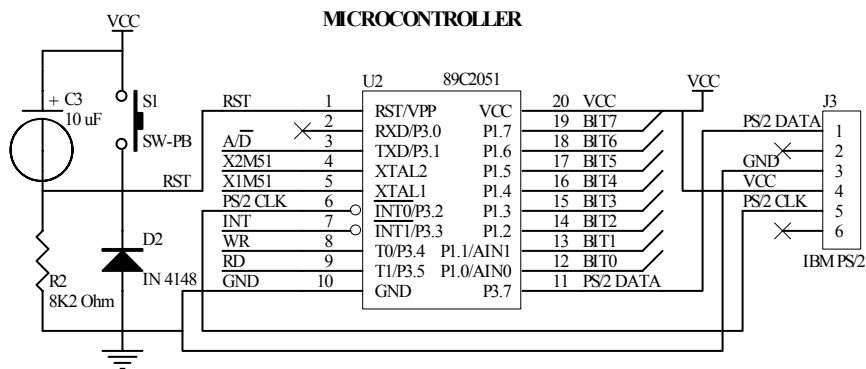 MICROCONTROLLER
VCC
+ C3
10 uF
S1
SW-PB
RST
RST
R2
8K2 Ohm
D2
IN 4148
U2 89C2051
RST 1 RST/VPP VCC 20 VCC
2 RXD/P3.0 P1.7 19 BIT7
A/D 3 TXD/P3.1 P1.6 18 BIT6
X2M51 4 XTAL2 P1.5 17 BIT5
X1M51 5 XTAL1 P1.4 16 BIT4
PS/2 CLK 6 INT0/P3.2 P1.3 15 BIT3
INT 7 INT1/P3.3 P1.2 14 BIT2
WR 8 T0/P3.4 P1.1/AIN1 13 BIT1
RD 9 T1/P3.5 P1.0/AIN0 12 BIT0
GND 10 GND P3.7 11 PS/2 DATA
VCC
J3
PS/2 DATA 1
2
GND 3
VCC 4
PS/2 CLK 5
6
IBM PS/2